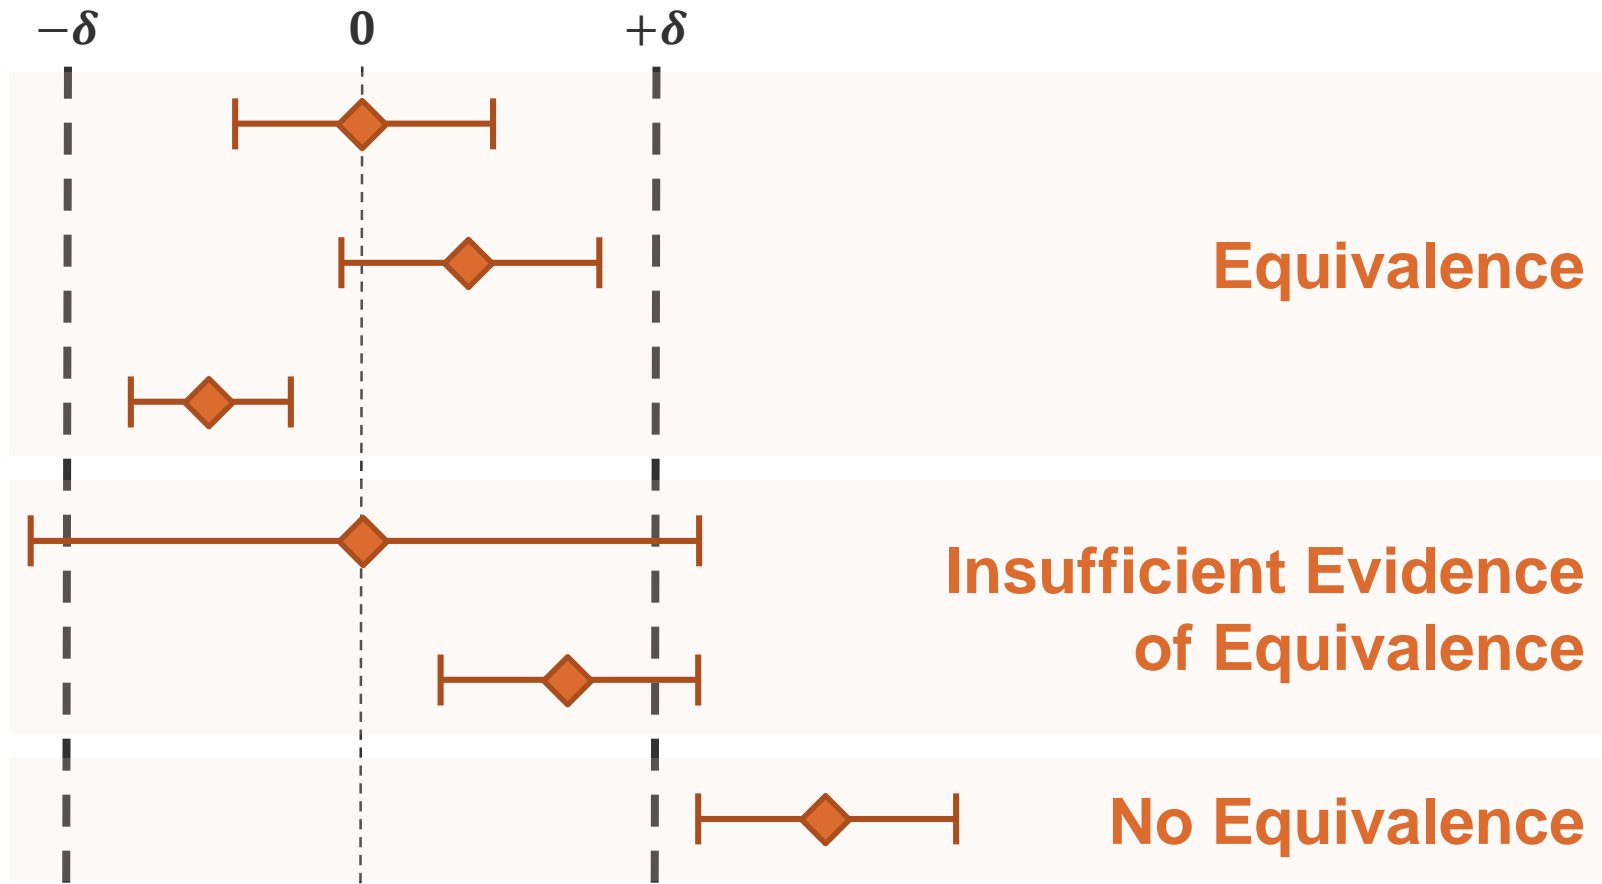 −δ 0 +δ
Equivalence
Insufficient Evidence
of Equivalence
No Equivalence